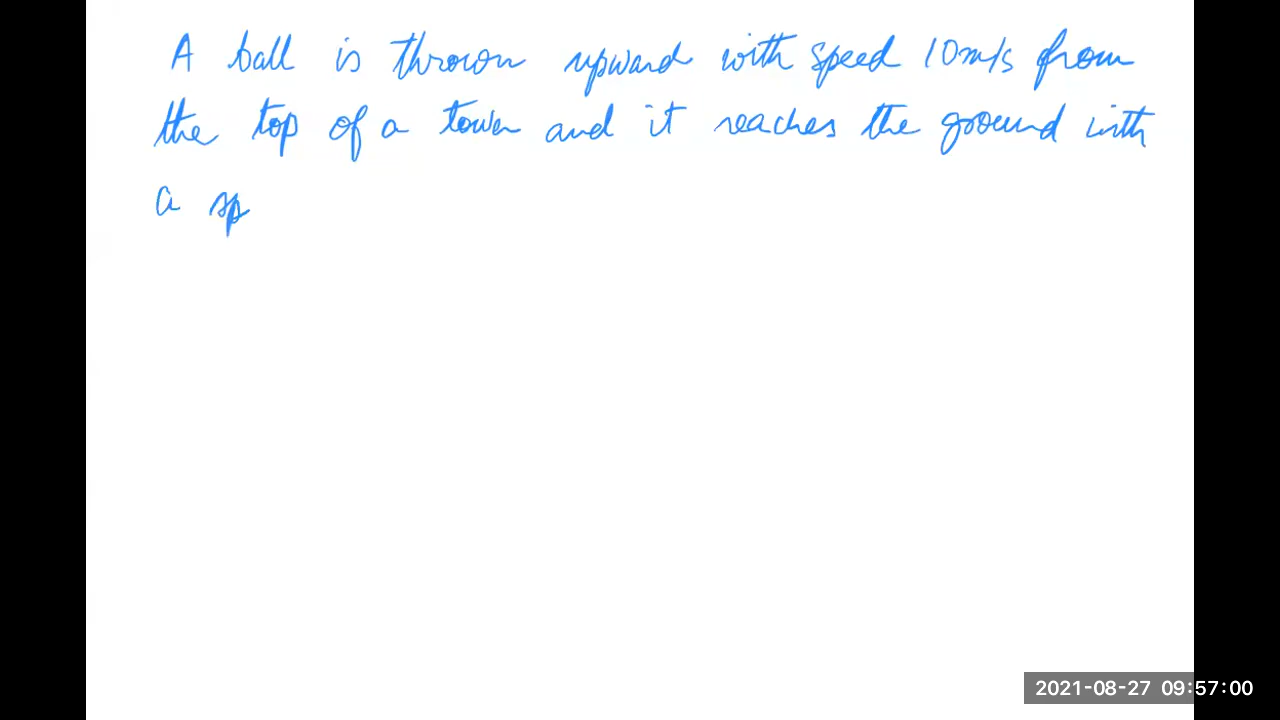 A ball is thrown upward with speed 10m/s from
the top of a tower and it reaches the ground with
a sp
2021-08-27 09:57:00